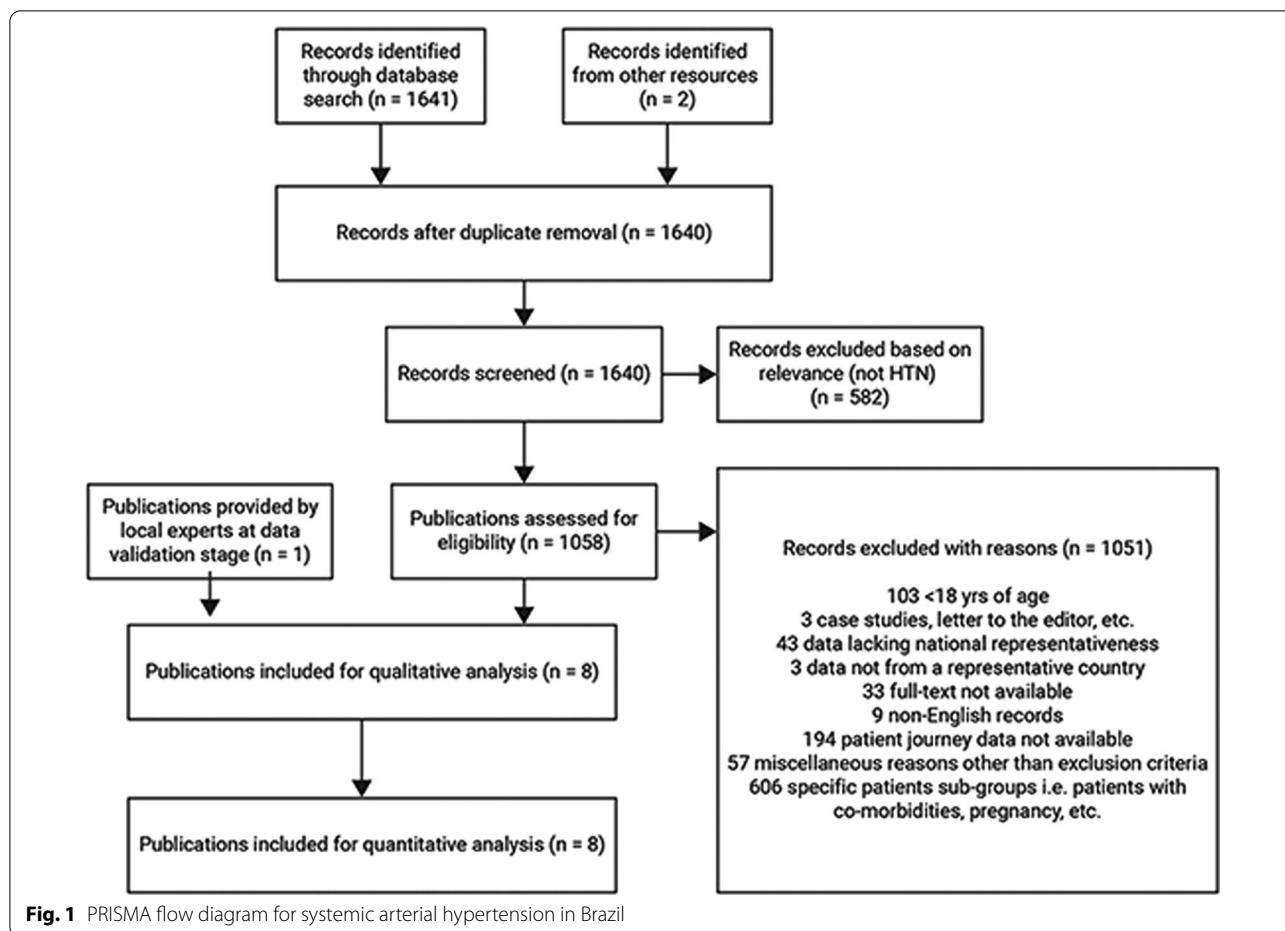 Records identified
through database
search (n = 1641)
Records identified
from other resources
(n = 2)
Records after duplicate removal (n = 1640)
Records screened (n = 1640)
Records excluded based on
relevance (not HTN)
(n = 582)
Publications provided by
local experts at data
validation stage (n = 1)
Publications assessed for
eligibility (n = 1058)
Records excluded with reasons (n = 1051)
103 <18 yrs of age
3 case studies, letter to the editor, etc.
43 data lacking national representativeness
3 data not from a representative country
33 full-text not available
9 non-English records
194 patient journey data not available
57 miscellaneous reasons other than exclusion criteria
606 specific patients sub-groups i.e. patients with
co-morbidities, pregnancy, etc.
Publications included for qualitative analysis (n = 8)
Publications included for quantitative analysis (n = 8)
Fig. 1 PRISMA flow diagram for systemic arterial hypertension in Brazil